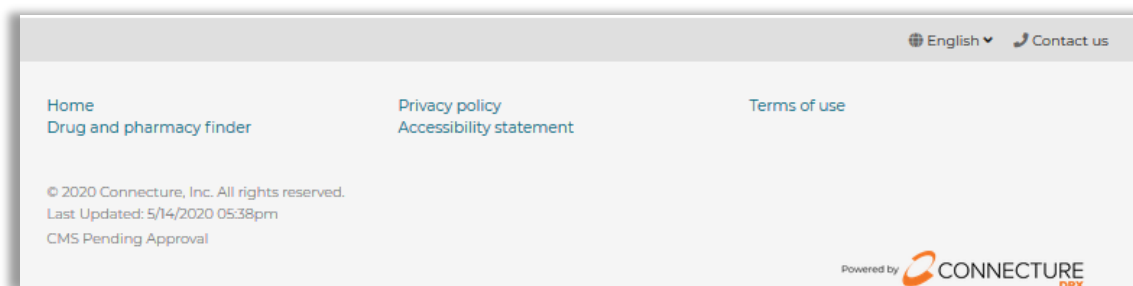 English Contact us
Home Privacy policy Terms of use
Drug and pharmacy finder Accessibility statement
© 2020 Connecture, Inc. All rights reserved.
Last Updated: 5/14/2020 05:38pm
CMS Pending Approval
Powered by CONNECTURE
DRX